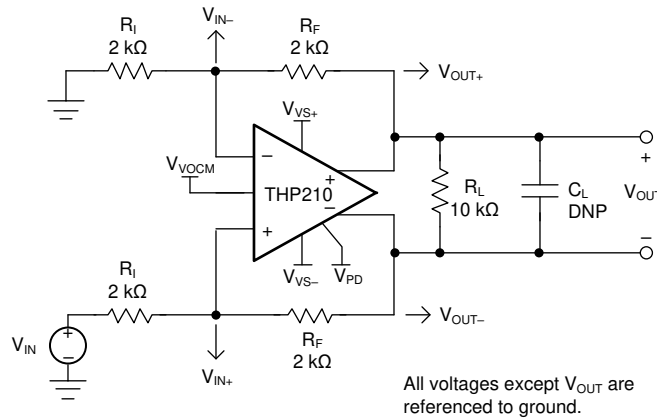 V_IN–
R_I
2 kΩ
R_F
2 kΩ
V_OUT+
V_VS+
–
V_VOCM
THP210
+
–
+
R_L
10 kΩ
C_L
DNP
+
V_OUT
–
V_VS–
V_PD
R_I
2 kΩ
V_IN
+
–
R_F
2 kΩ
V_OUT–
V_IN+
All voltages except V_OUT are
referenced to ground.